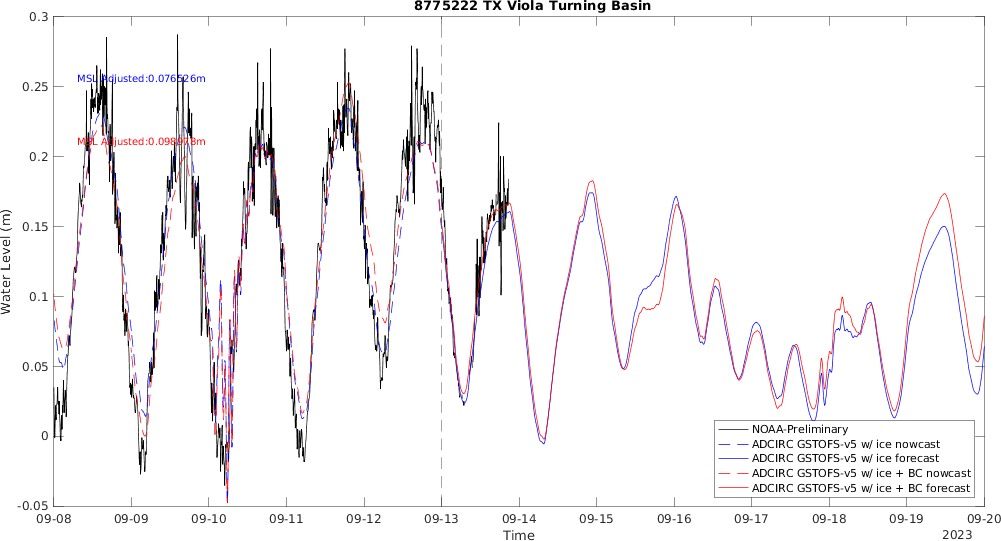 8775222 TX Viola Turning Basin
0.3
0.25
0.2
0.15
0.1
0.05
0
-0.05
Water Level (m)
MSL Adjusted:0.076526m
MSL Adjusted:
09-08
09-09
09-10
09-11
09-12
09-13
09-14
09-15
09-16
09-17
09-18
09-19
09-20
Time
2023
NOAA-Preliminary
ADCIRC GSTOFS-v5 w/ ice nowcast
ADCIRC GSTOFS-v5 w/ ice forecast
ADCIRC GSTOFS-v5 w/ ice + BC nowcast
ADCIRC GSTOFS-v5 w/ ice + BC forecast